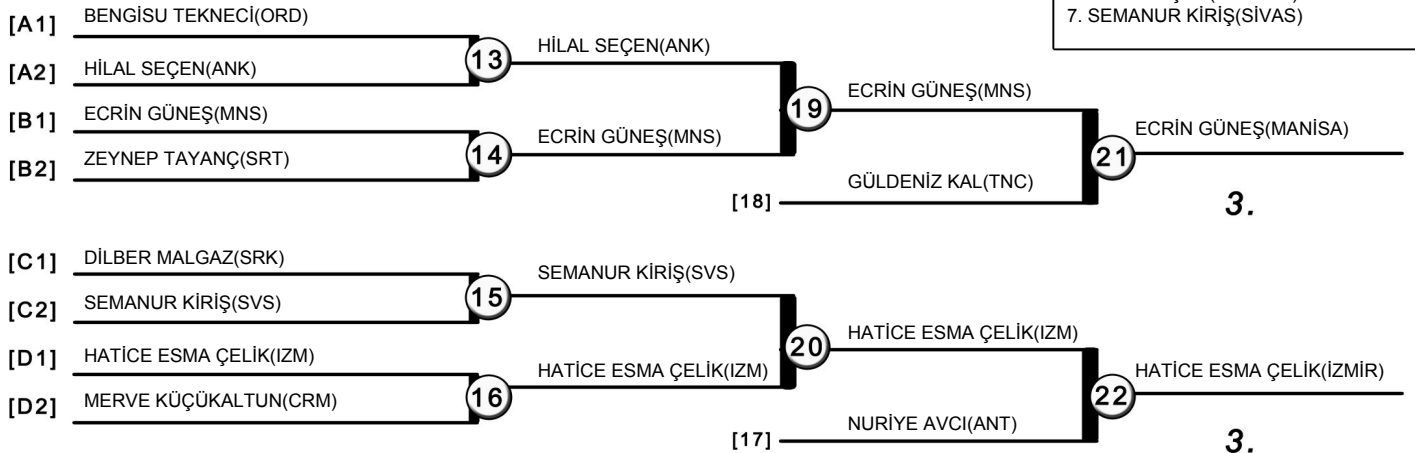 7. SEMANUR KİRİŞ(SİVAS)
[A1] BENGİSU TEKNECİ(ORD)
13
HİLAL SEÇEN(ANK)
[A2] HİLAL SEÇEN(ANK)
19
ECRİN GÜNEŞ(MNS)
[B1] ECRİN GÜNEŞ(MNS)
14
ECRİN GÜNEŞ(MNS)
[B2] ZEYNEP TAYANÇ(SRT)
21
ECRİN GÜNEŞ(MANİSA)
[18] GÜLDENİZ KAL(TNC)
3.
[C1] DİLBER MALGAZ(SRK)
15
SEMANUR KİRİŞ(SVS)
[C2] SEMANUR KİRİŞ(SVS)
20
HATİCE ESMA ÇELİK(IZM)
[D1] HATİCE ESMA ÇELİK(IZM)
16
HATİCE ESMA ÇELİK(IZM)
[D2] MERVE KÜÇÜKALTUN(CRM)
22
HATİCE ESMA ÇELİK(İZMİR)
[17] NURİYE AVCI(ANT)
3.